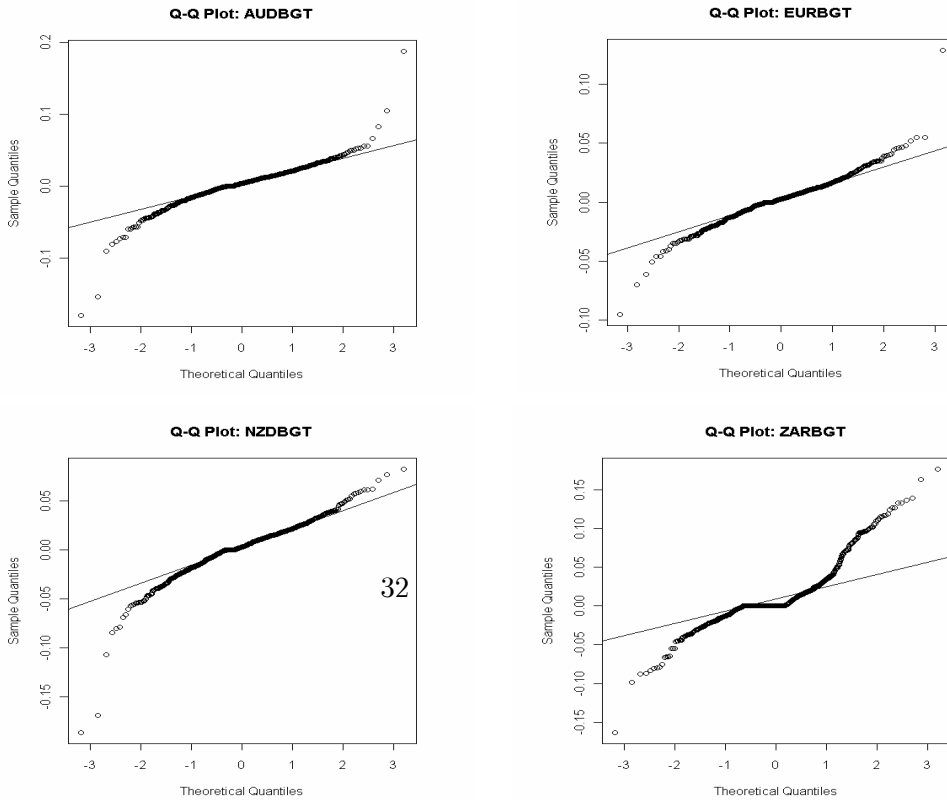 Q-Q Plot: AUDBGT
Sample Quantiles
0.2
0.1
0.0
-0.1
-3 -2 -1 0 1 2 3
Theoretical Quantiles
Q-Q Plot: EURBGT
Sample Quantiles
0.10
0.05
0.00
-0.05
-0.10
-3 -2 -1 0 1 2 3
Theoretical Quantiles
Q-Q Plot: NZDBGT
Sample Quantiles
0.05
0.00
-0.05
-0.10
-0.15
-3 -2 -1 0 1 2 3
Theoretical Quantiles
32
Q-Q Plot: ZARBGT
Sample Quantiles
0.15
0.10
0.05
0.00
-0.05
-0.10
-0.15
-3 -2 -1 0 1 2 3
Theoretical Quantiles